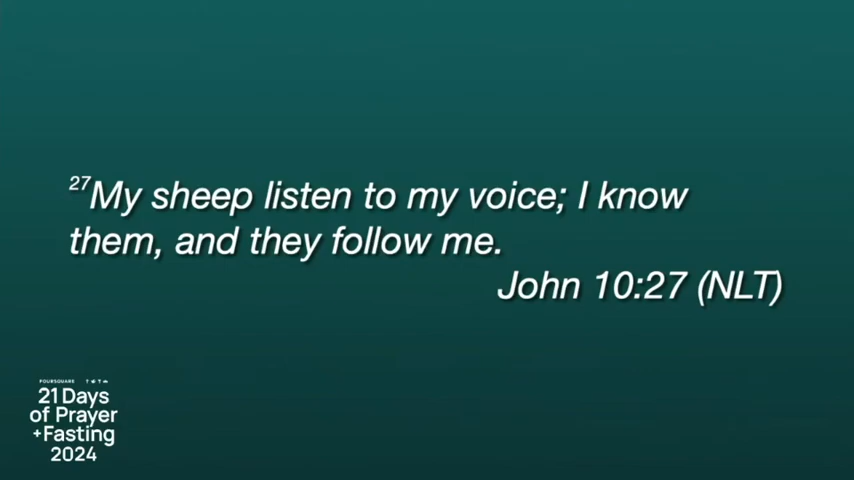 27My sheep listen to my voice; I know
them, and they follow me.
John 10:27 (NLT)
FOURSQUARE
21 Days
of Prayer
+Fasting
2024